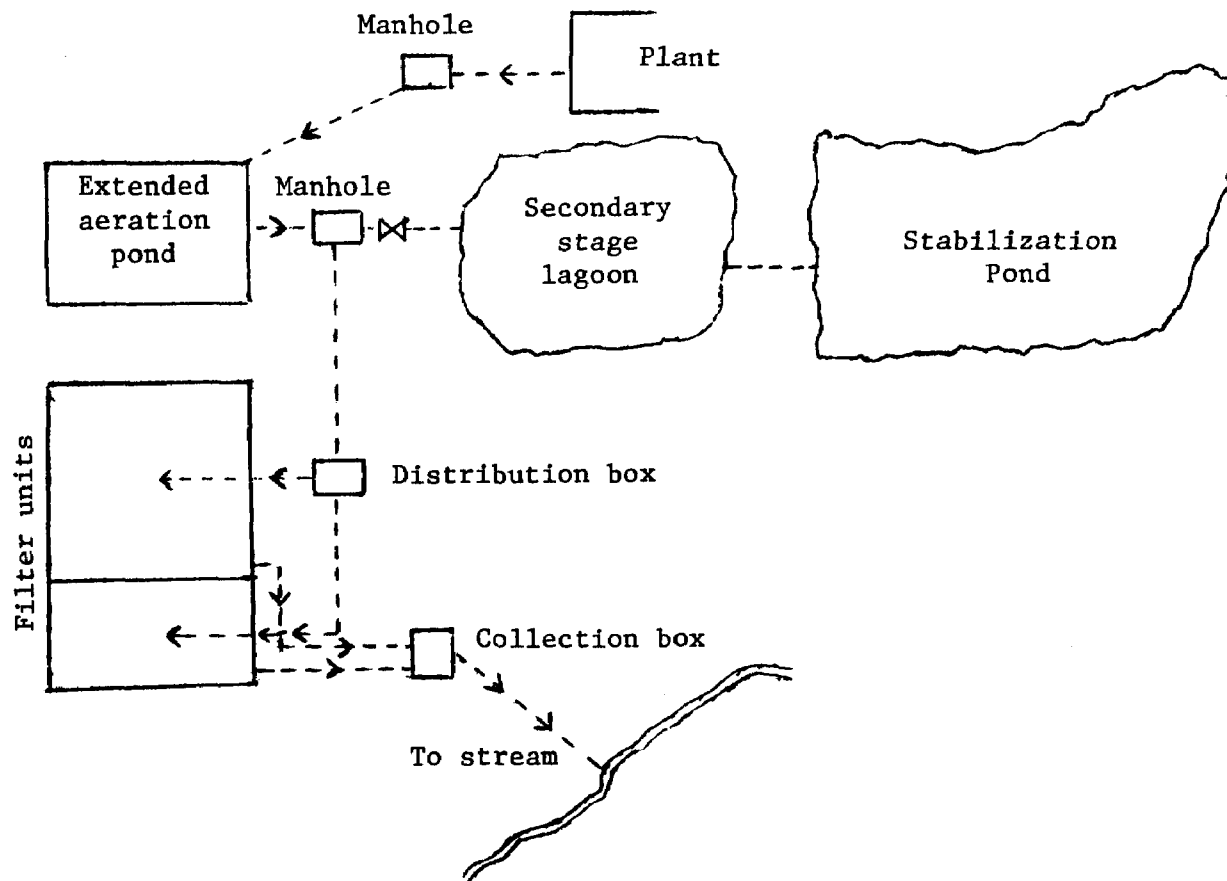 Manhole
Plant
Extended
aeration
pond
Manhole
Secondary
stage
lagoon
Stabilization
Pond
Filter units
Distribution box
Collection box
To stream